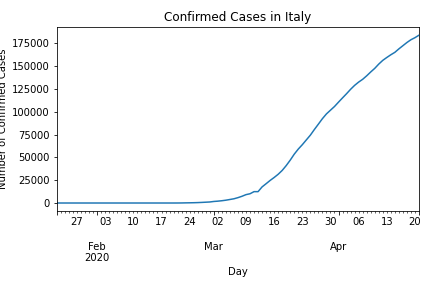 Confirmed Cases in Italy
Number of Confirmed Cases
175000
150000
125000
100000
75000
50000
25000
0
27 03 10 17 24 02 09 16 23 30 06 13 20
Feb Mar Apr
2020
Day